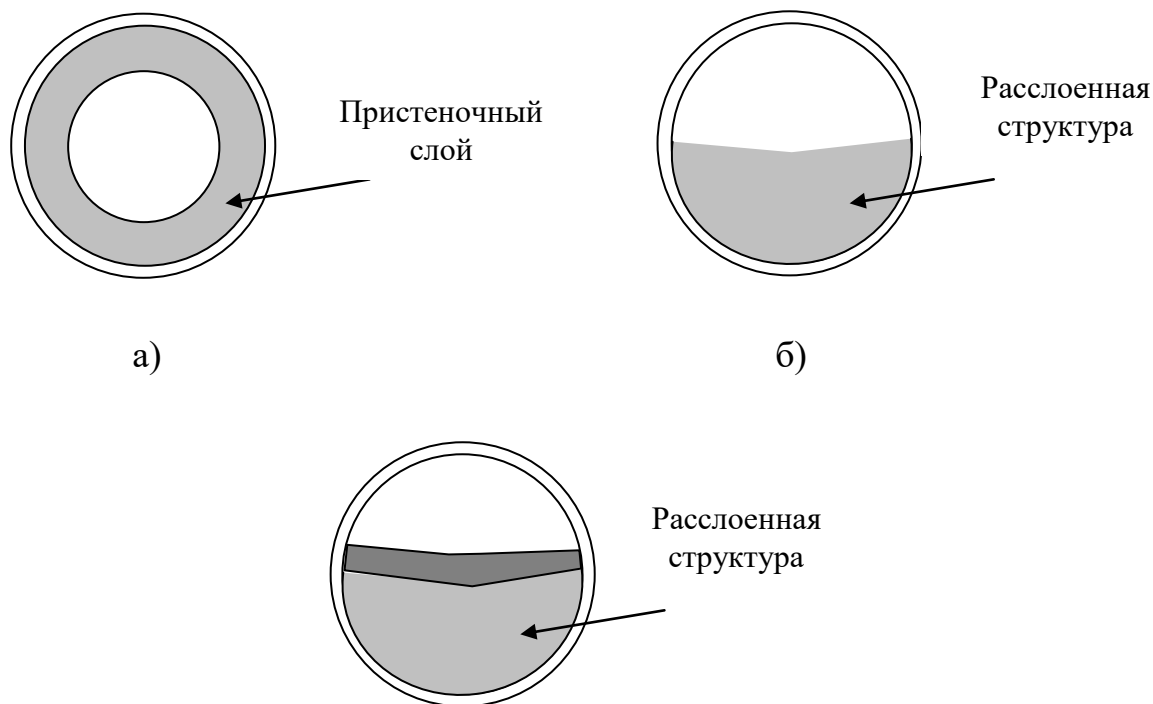 Пристеночный
слой
Расслоенная
структура
а)
б)
Расслоенная
структура